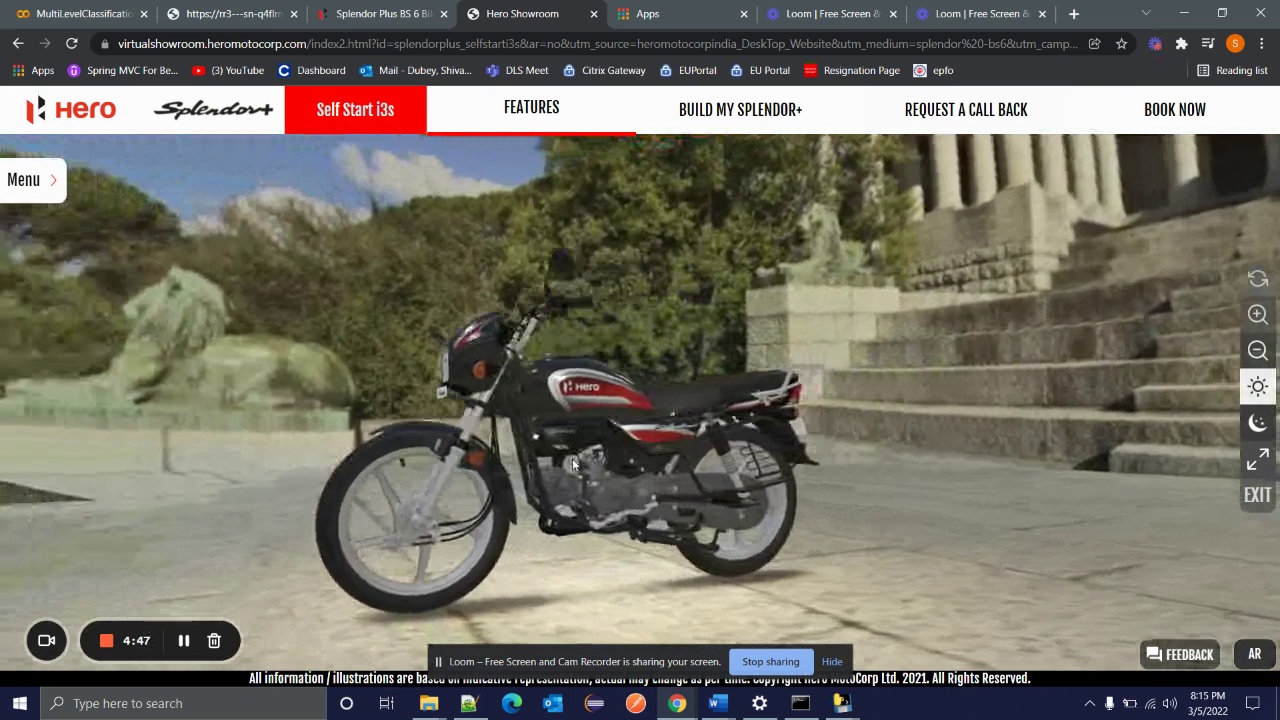 MultiLevelClassificatio
https://rr3---sn-q4flrn
Splendor Plus BS 6 Bik
Hero Showroom
Apps
Loom | Free Screen &
Loom | Free Screen &
virtualshowroom.heromotocorp.com/index2.html?id=splendorplus_selfstarti3s&at=no&utm_source=heromotocorpindia_DeskTop_Website&utm_medium=splendor%20-bs6&utm_camp...
S
Apps
Spring MVC For Be...
(3) YouTube
Dashboard
Mail - Dubey, Shiva...
DLS Meet
Citrix Gateway
EUPortal
EU Portal
Resignation Page
epfo
Reading list
Hero
Splendor+
Self Start i3s
FEATURES
BUILD MY SPLENDOR+
REQUEST A CALL BACK
BOOK NOW
Menu
Hero
EXIT
4:47
Loom – Free Screen and Cam Recorder is sharing your screen.
Stop sharing
Hide
FEEDBACK
AR
All information / illustrations are based on indicative representation, actual may change as per time. Copyright Hero MotoCorp Ltd. 2021. All Rights Reserved.
Type here to search
8:15 PM
3/5/2022